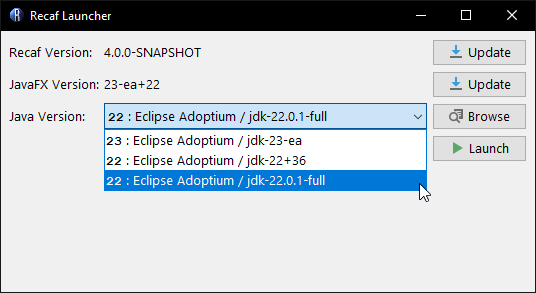 Recaf Launcher
Recaf Version: 4.0.0-SNAPSHOT Update
JavaFX Version: 23-ea+22 Update
Java Version: 22 : Eclipse Adoptium / jdk-22.0.1-full Browse
23 : Eclipse Adoptium / jdk-23-ea
Launch
22 : Eclipse Adoptium / jdk-22+36
22 : Eclipse Adoptium / jdk-22.0.1-full